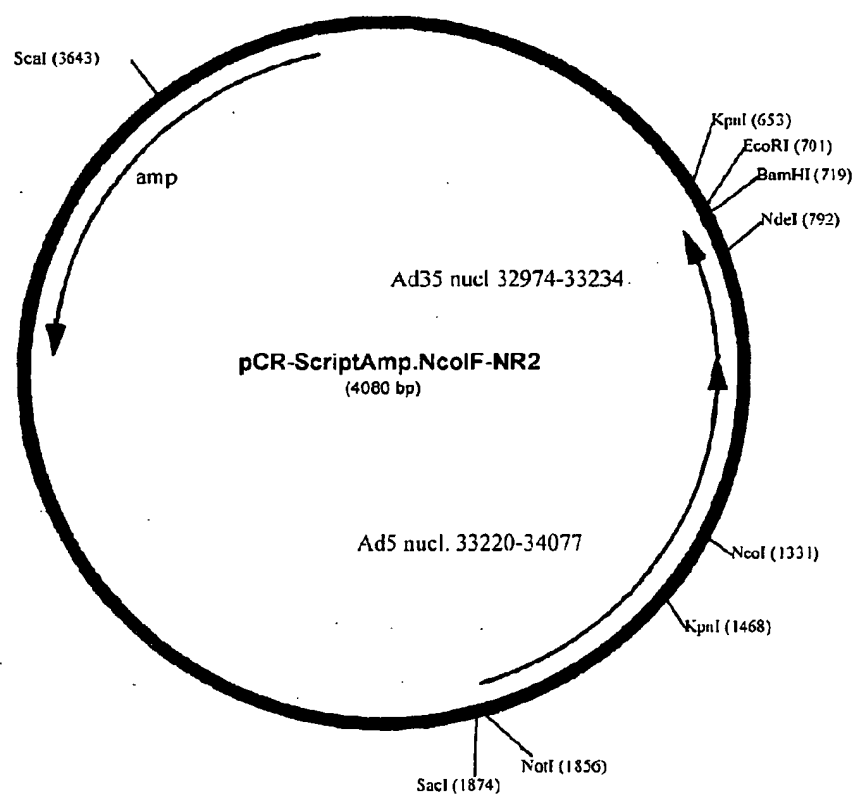 ScaI (3643)
KpnI (653)
EcoRI (701)
BamHI (719)
NdeI (792)
amp
Ad35 nucl 32974-33234
pCR-ScriptAmp.NcoIF-NR2
(4080 bp)
Ad5 nucl. 33220-34077
NcoI (1331)
KpnI (1468)
NotI (1856)
SacI (1874)